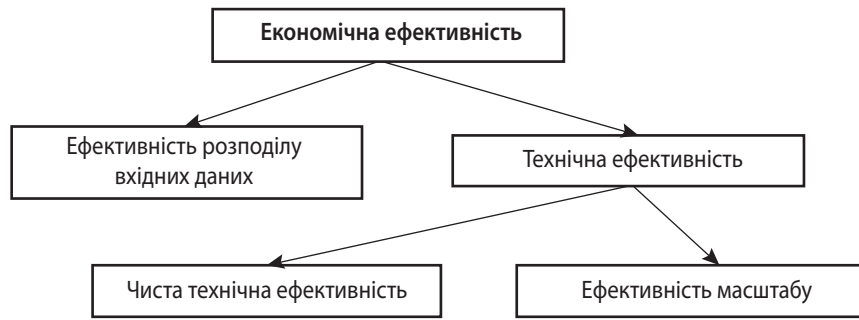 Економічна ефективність
Ефективність розподілу
вхідних даних
Технічна ефективність
Чиста технічна ефективність
Ефективність масштабу